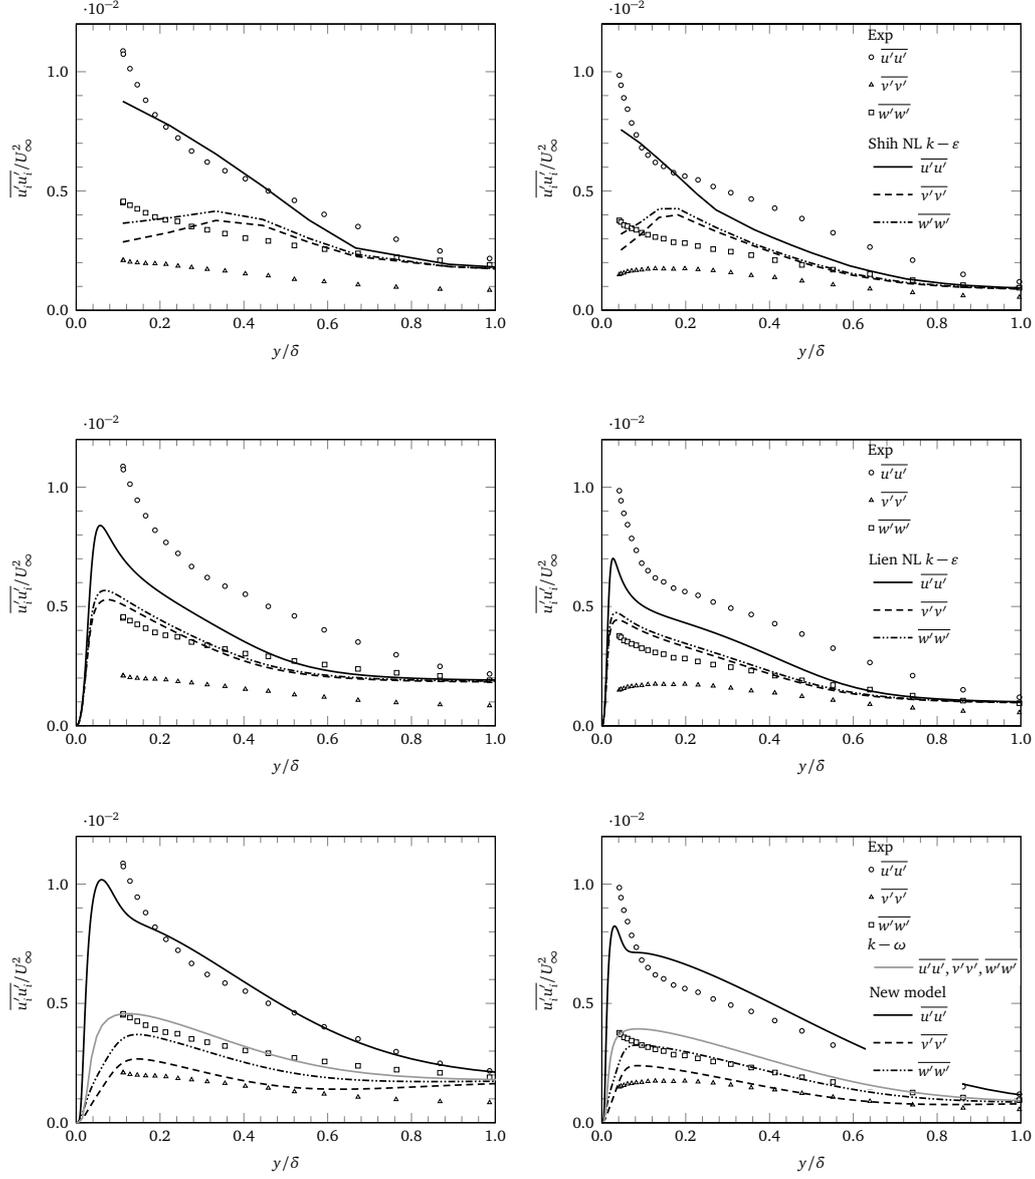 ·10⁻²
1.0
0.5
0.0
0.0 0.2 0.4 0.6 0.8 1.0
y/δ
u′ᵢu′ᵢ/U²∞
·10⁻²
1.0
0.5
0.0
0.0 0.2 0.4 0.6 0.8 1.0
y/δ
u′ᵢu′ᵢ/U²∞
Exp
u′u′
v′v′
w′w′
Shih NL k − ε
u′u′
v′v′
w′w′
·10⁻²
1.0
0.5
0.0
0.0 0.2 0.4 0.6 0.8 1.0
y/δ
u′ᵢu′ᵢ/U²∞
·10⁻²
1.0
0.5
0.0
0.0 0.2 0.4 0.6 0.8 1.0
y/δ
u′ᵢu′ᵢ/U²∞
Exp
u′u′
v′v′
w′w′
Lien NL k − ε
u′u′
v′v′
w′w′
·10⁻²
1.0
0.5
0.0
0.0 0.2 0.4 0.6 0.8 1.0
y/δ
u′ᵢu′ᵢ/U²∞
·10⁻²
1.0
0.5
0.0
0.0 0.2 0.4 0.6 0.8 1.0
y/δ
u′ᵢu′ᵢ/U²∞
Exp
u′u′
v′v′
w′w′
k − ω
u′u′, v′v′, w′w′
New model
u′u′
v′v′
w′w′